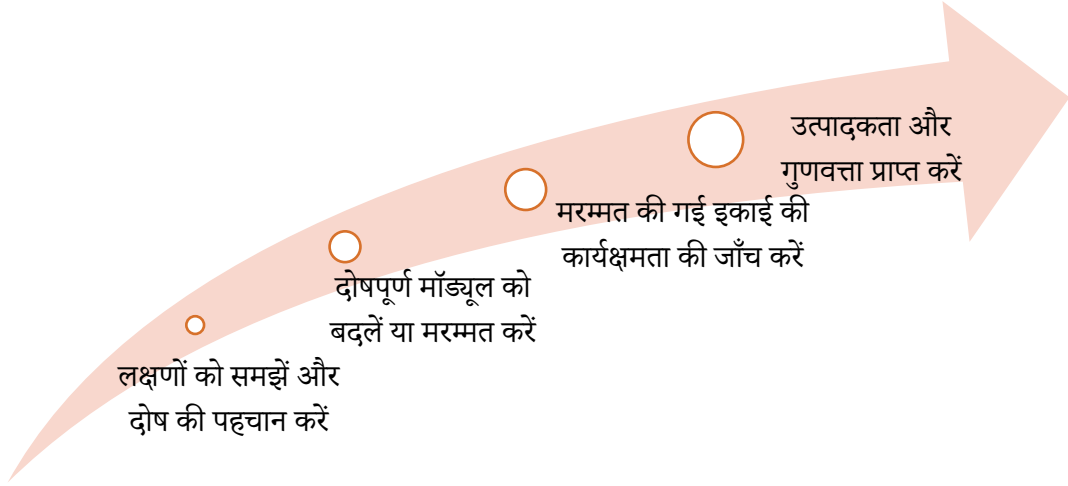 लक्षणों को समझें और
दोष की पहचान करें
दोषपूर्ण मॉड्यूल को
बदलें या मरम्मत करें
मरम्मत की गई इकाई की
कार्यक्षमता की जाँच करें
उत्पादकता और
गुणवत्ता प्राप्त करें